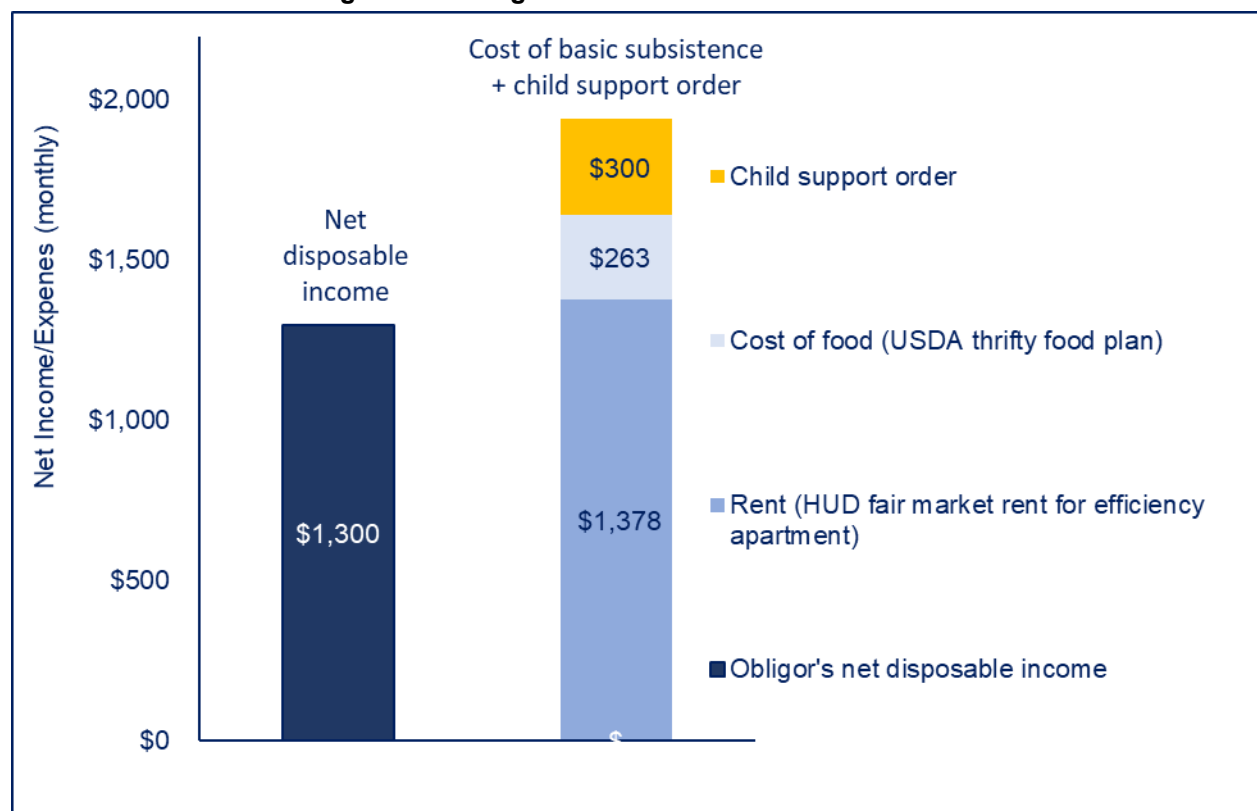 Cost of basic subsistence
+ child support order
Net Income/Expenes (monthly)
$2,000
$1,500
$1,000
$500
$0
Net
disposable
income
$1,300
$300
$263
$1,378
$
Child support order
Cost of food (USDA thrifty food plan)
Rent (HUD fair market rent for efficiency
apartment)
Obligor's net disposable income